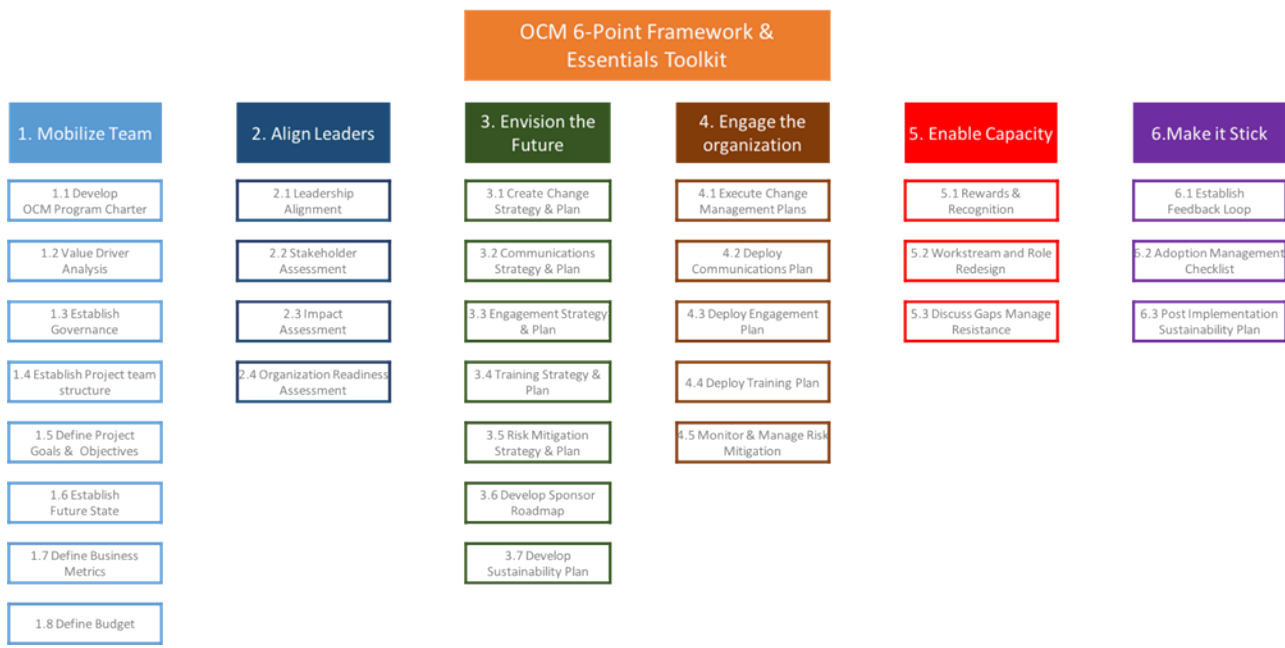 OCM 6-Point Framework &
Essentials Toolkit
1. Mobilize Team
1.1 Develop
OCM Program Charter
1.2 Value Driver
Analysis
1.3 Establish
Governance
1.4 Establish Project team
structure
1.5 Define Project
Goals & Objectives
1.6 Establish
Future State
1.7 Define Business
Metrics
1.8 Define Budget
2. Align Leaders
2.1 Leadership
Alignment
2.2 Stakeholder
Assessment
2.3 Impact
Assessment
2.4 Organization Readiness
Assessment
3. Envision the
Future
3.1 Create Change
Strategy & Plan
3.2 Communications
Strategy & Plan
3.3 Engagement Strategy
& Plan
3.4 Training Strategy &
Plan
3.5 Risk Mitigation
Strategy & Plan
3.6 Develop Sponsor
Roadmap
3.7 Develop
Sustainability Plan
4. Engage the
organization
4.1 Execute Change
Management Plans
4.2 Deploy
Communications Plan
4.3 Deploy Engagement
Plan
4.4 Deploy Training Plan
4.5 Monitor & Manage Risk
Mitigation
5. Enable Capacity
5.1 Rewards &
Recognition
5.2 Workstream and Role
Redesign
5.3 Discuss Gaps Manage
Resistance
6.Make it Stick
6.1 Establish
Feedback Loop
6.2 Adoption Management
Checklist
6.3 Post Implementation
Sustainability Plan